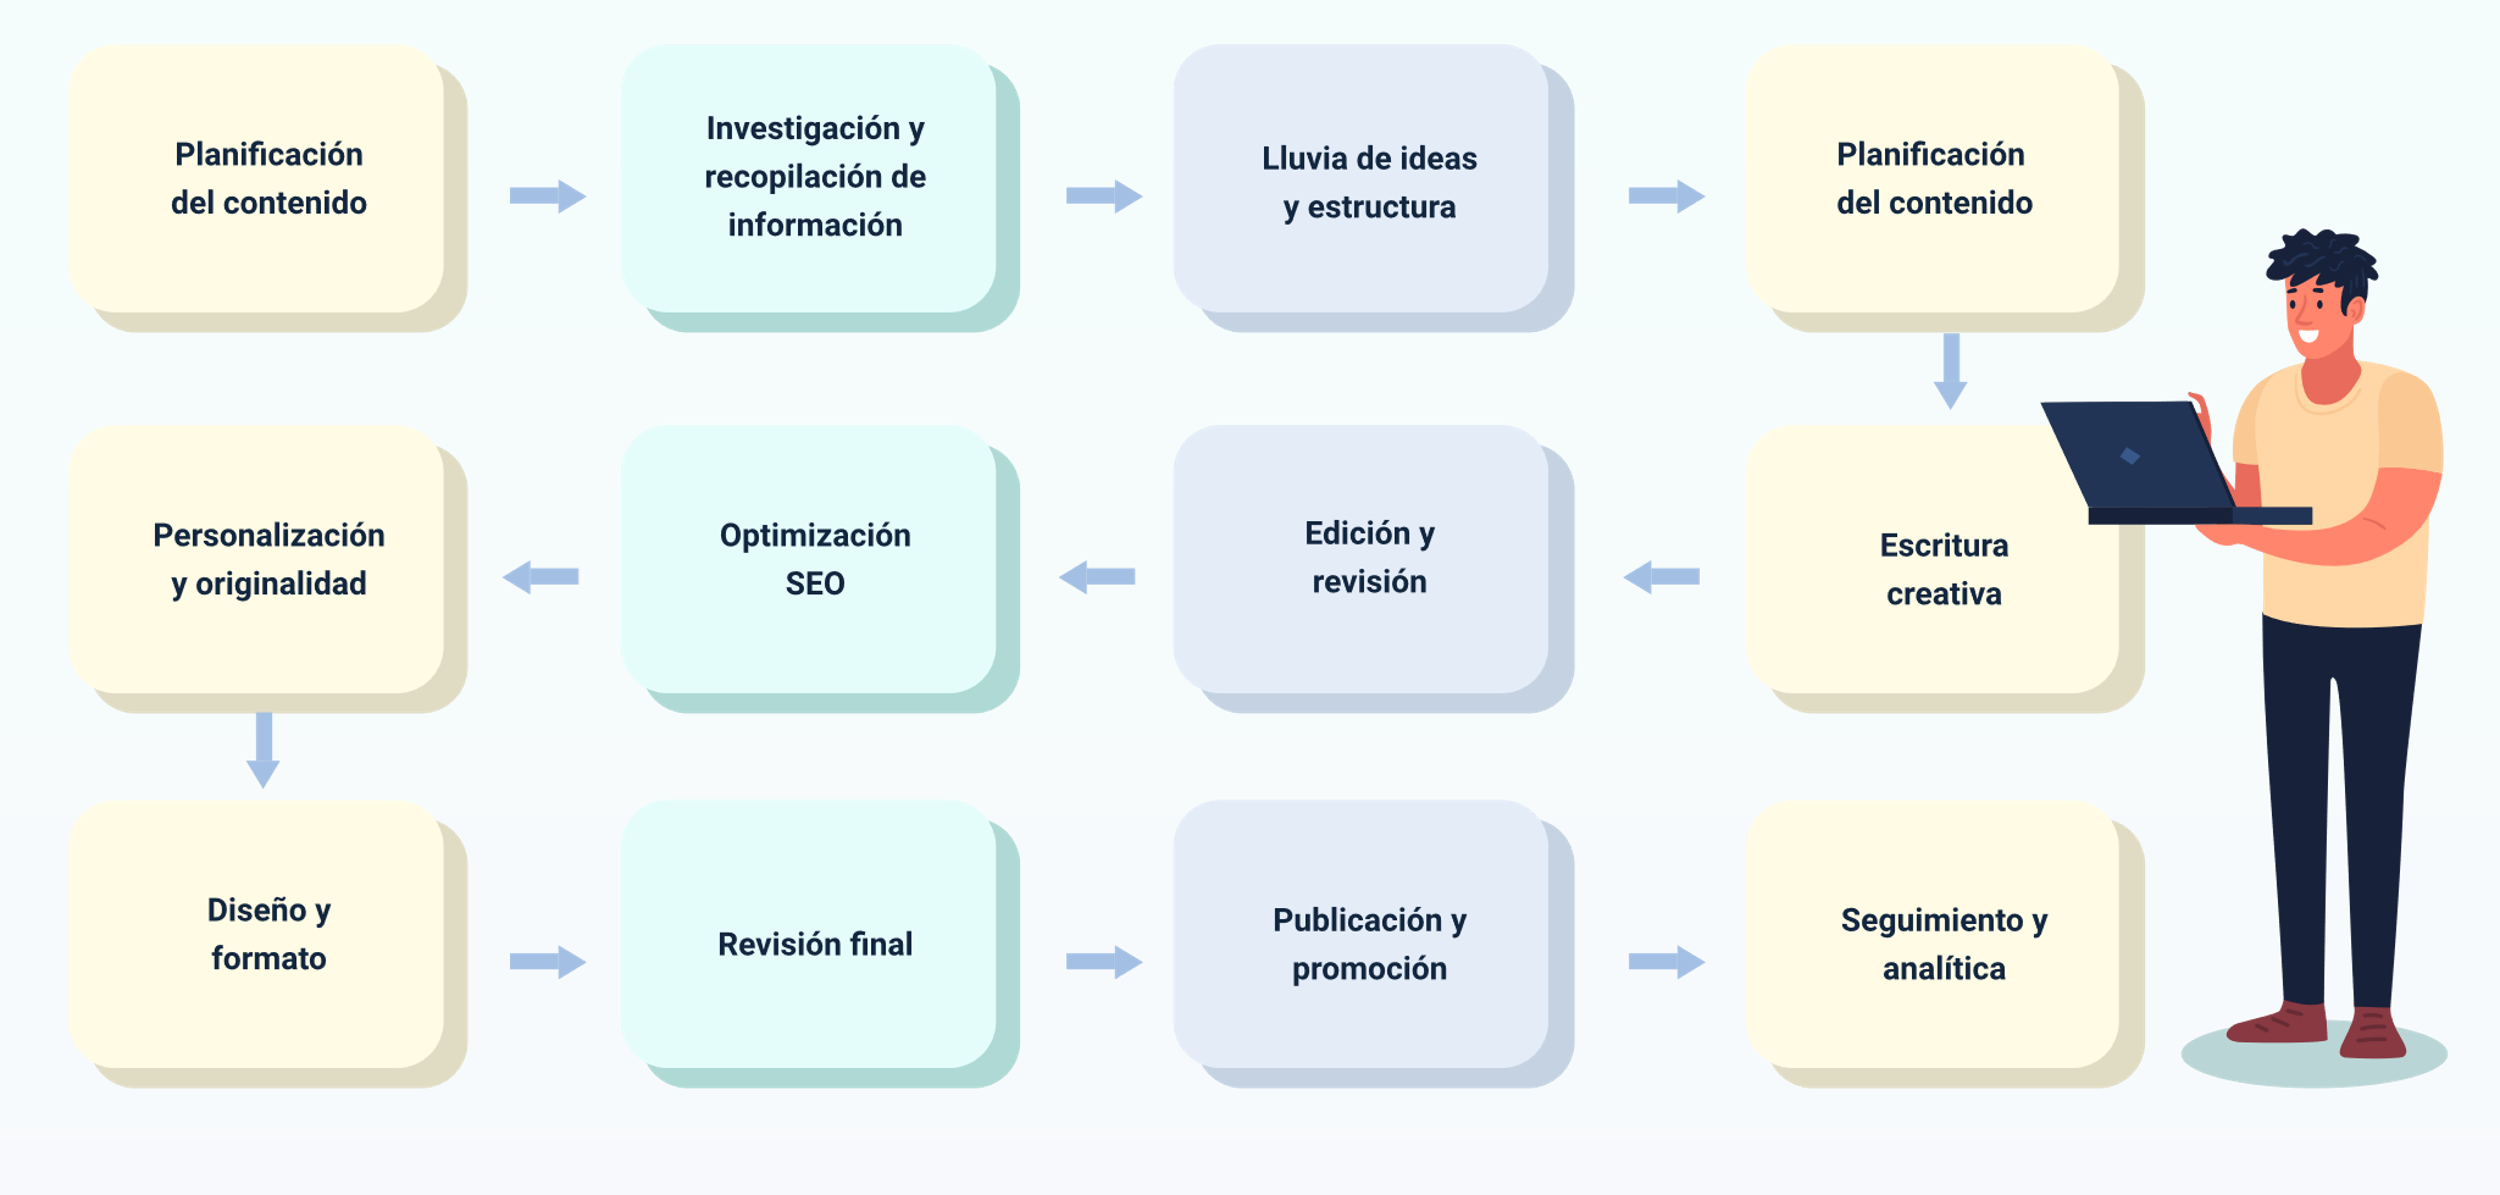 Planificación
del contenido
Investigación y
recopilación de
información
Lluvia de ideas
y estructura
Planificación
del contenido
Escritura
creativa
Edición y
revisión
Optimización
SEO
Personalización
y originalidad
Diseño y
formato
Revisión final
Publicación y
promoción
Seguimiento y
analítica